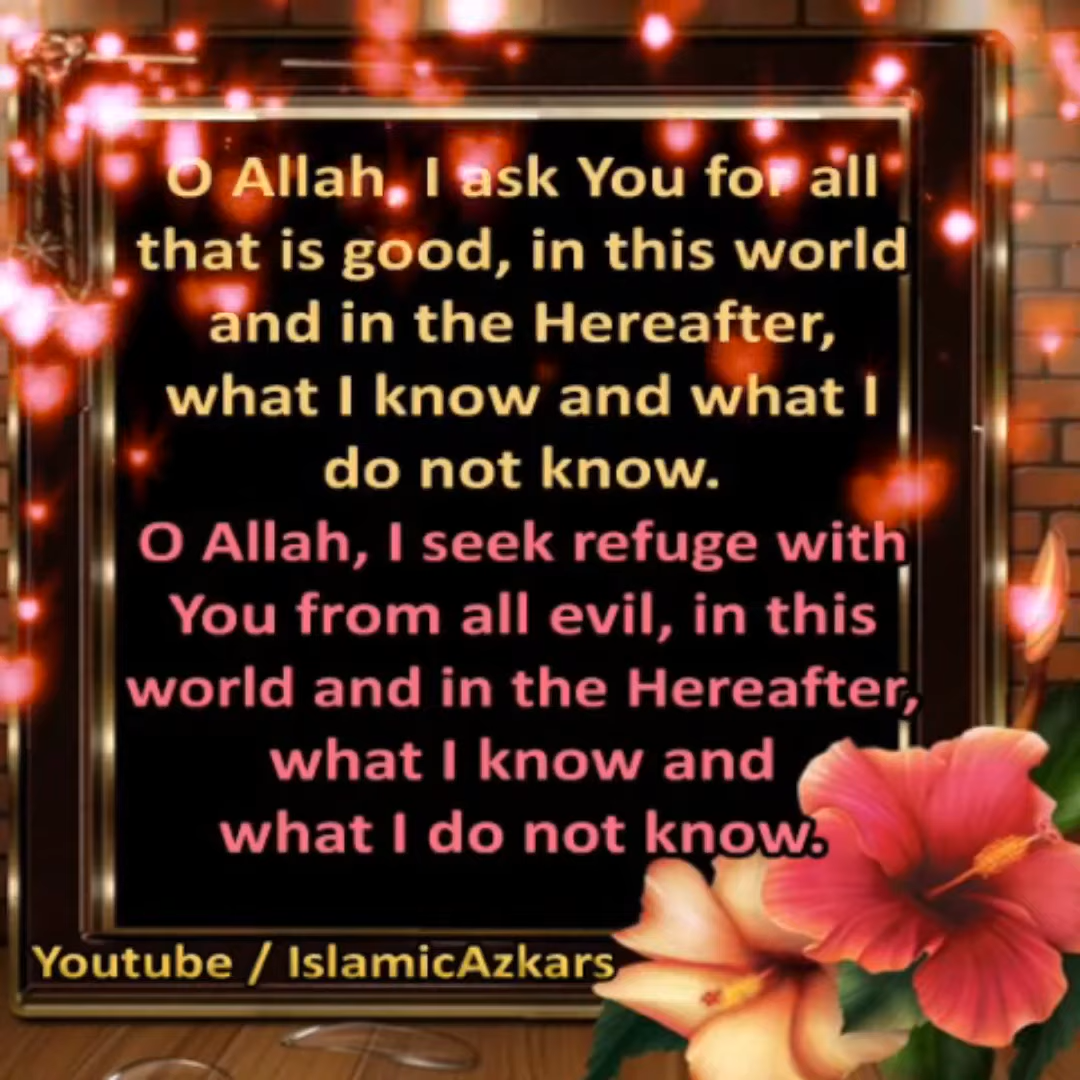 O Allah, I ask You for all
that is good, in this world
and in the Hereafter,
what I know and what I
do not know.
O Allah, I seek refuge with
You from all evil, in this
world and in the Hereafter,
what I know and
what I do not know.
Youtube / IslamicAzkars